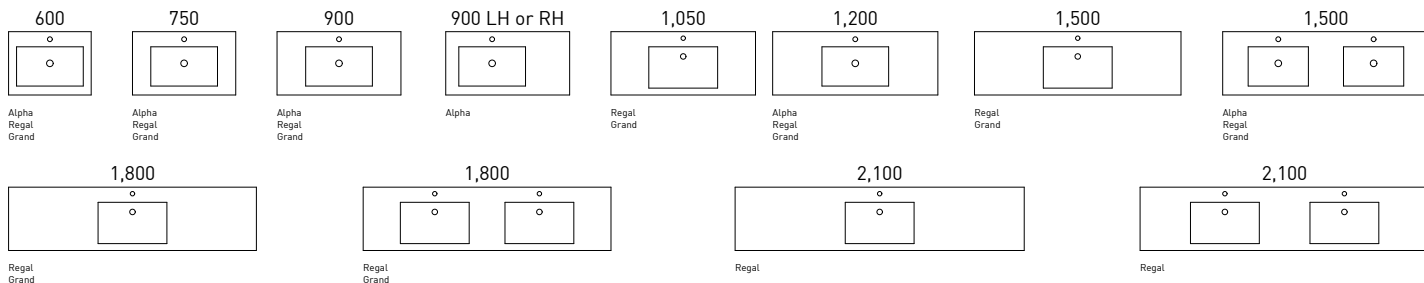 600
750
900
900 LH or RH
1,050
1,200
1,500
1,500
Alpha
Regal
Grand
Alpha
Regal
Grand
Alpha
Regal
Grand
Alpha
Regal
Grand
Alpha
Regal
Grand
Regal
Grand
Alpha
Regal
Grand
1,800
1,800
2,100
2,100
Regal
Grand
Regal
Grand
Regal
Regal